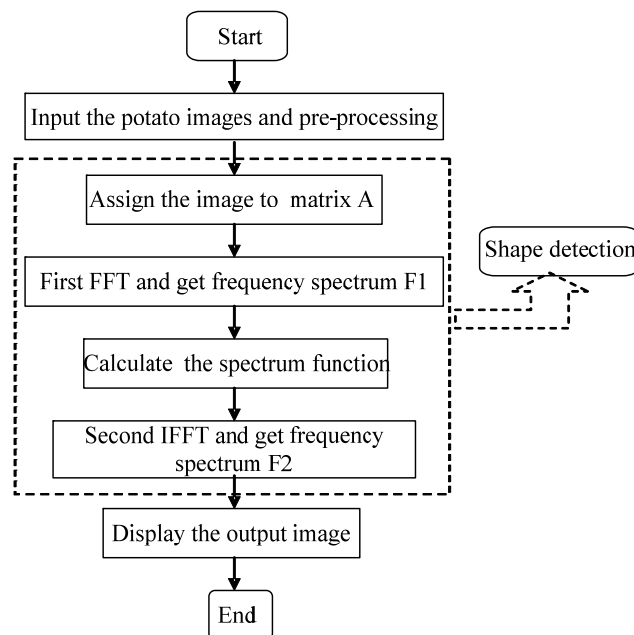 Start
Input the potato images and pre-processing
Assign the image to matrix A
Shape detection
First FFT and get frequency spectrum F1
Calculate the spectrum function
Second IFFT and get frequency
spectrum F2
Display the output image
End